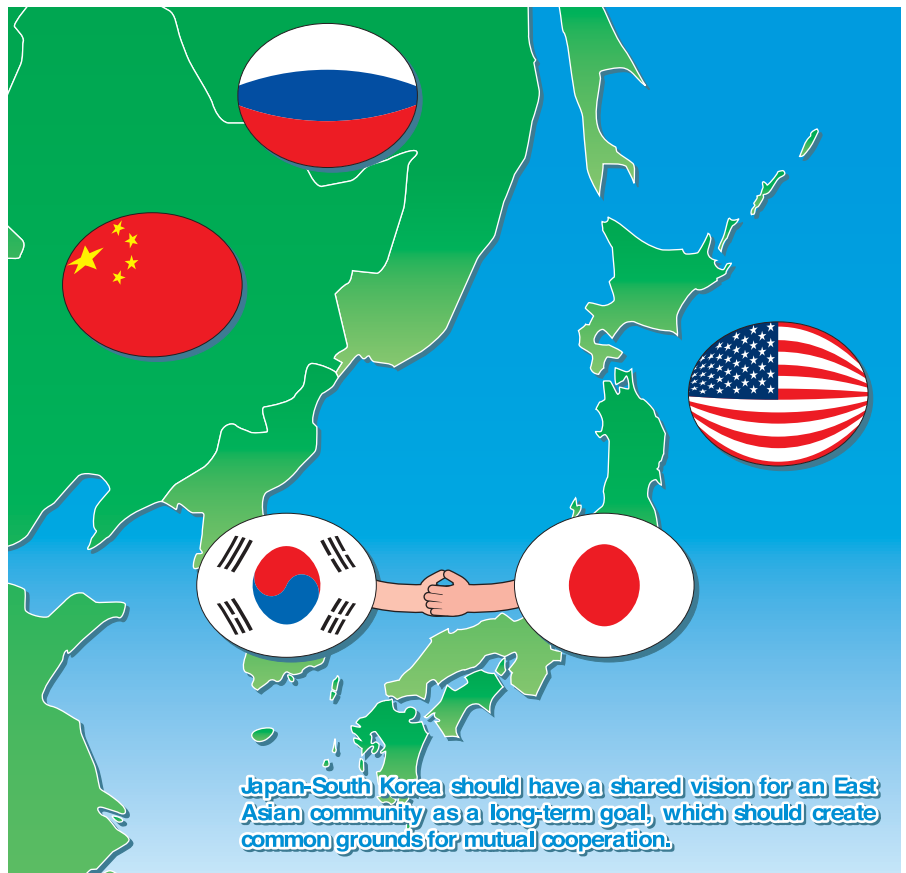 Japan-South Korea should have a shared vision for an East
Asian community as a long-term goal, which should create
common grounds for mutual cooperation.